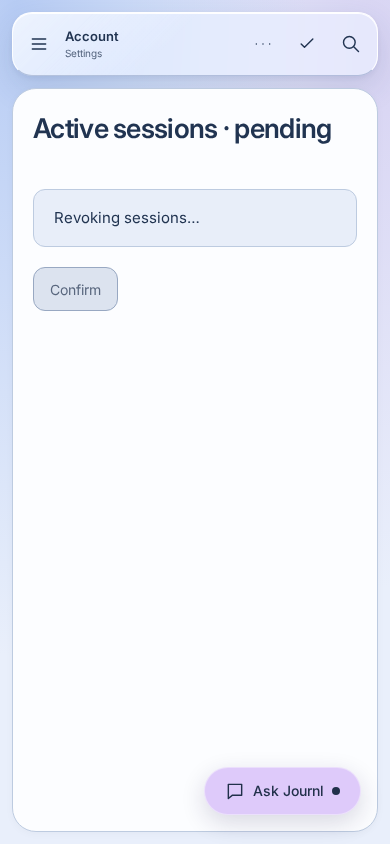 Account
Settings
...
Active sessions · pending
Revoking sessions...
Confirm
Ask Journl